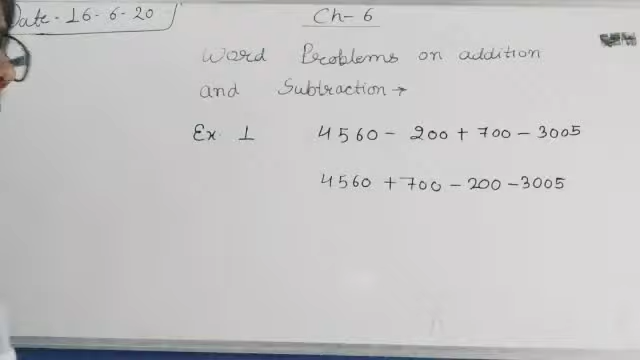 Date - 16-6-20
Ch- 6
Word Problems on addition
and Subtraction →
Ex. 1 4560 - 200 + 700 - 3005
4560 + 700 - 200 - 3005